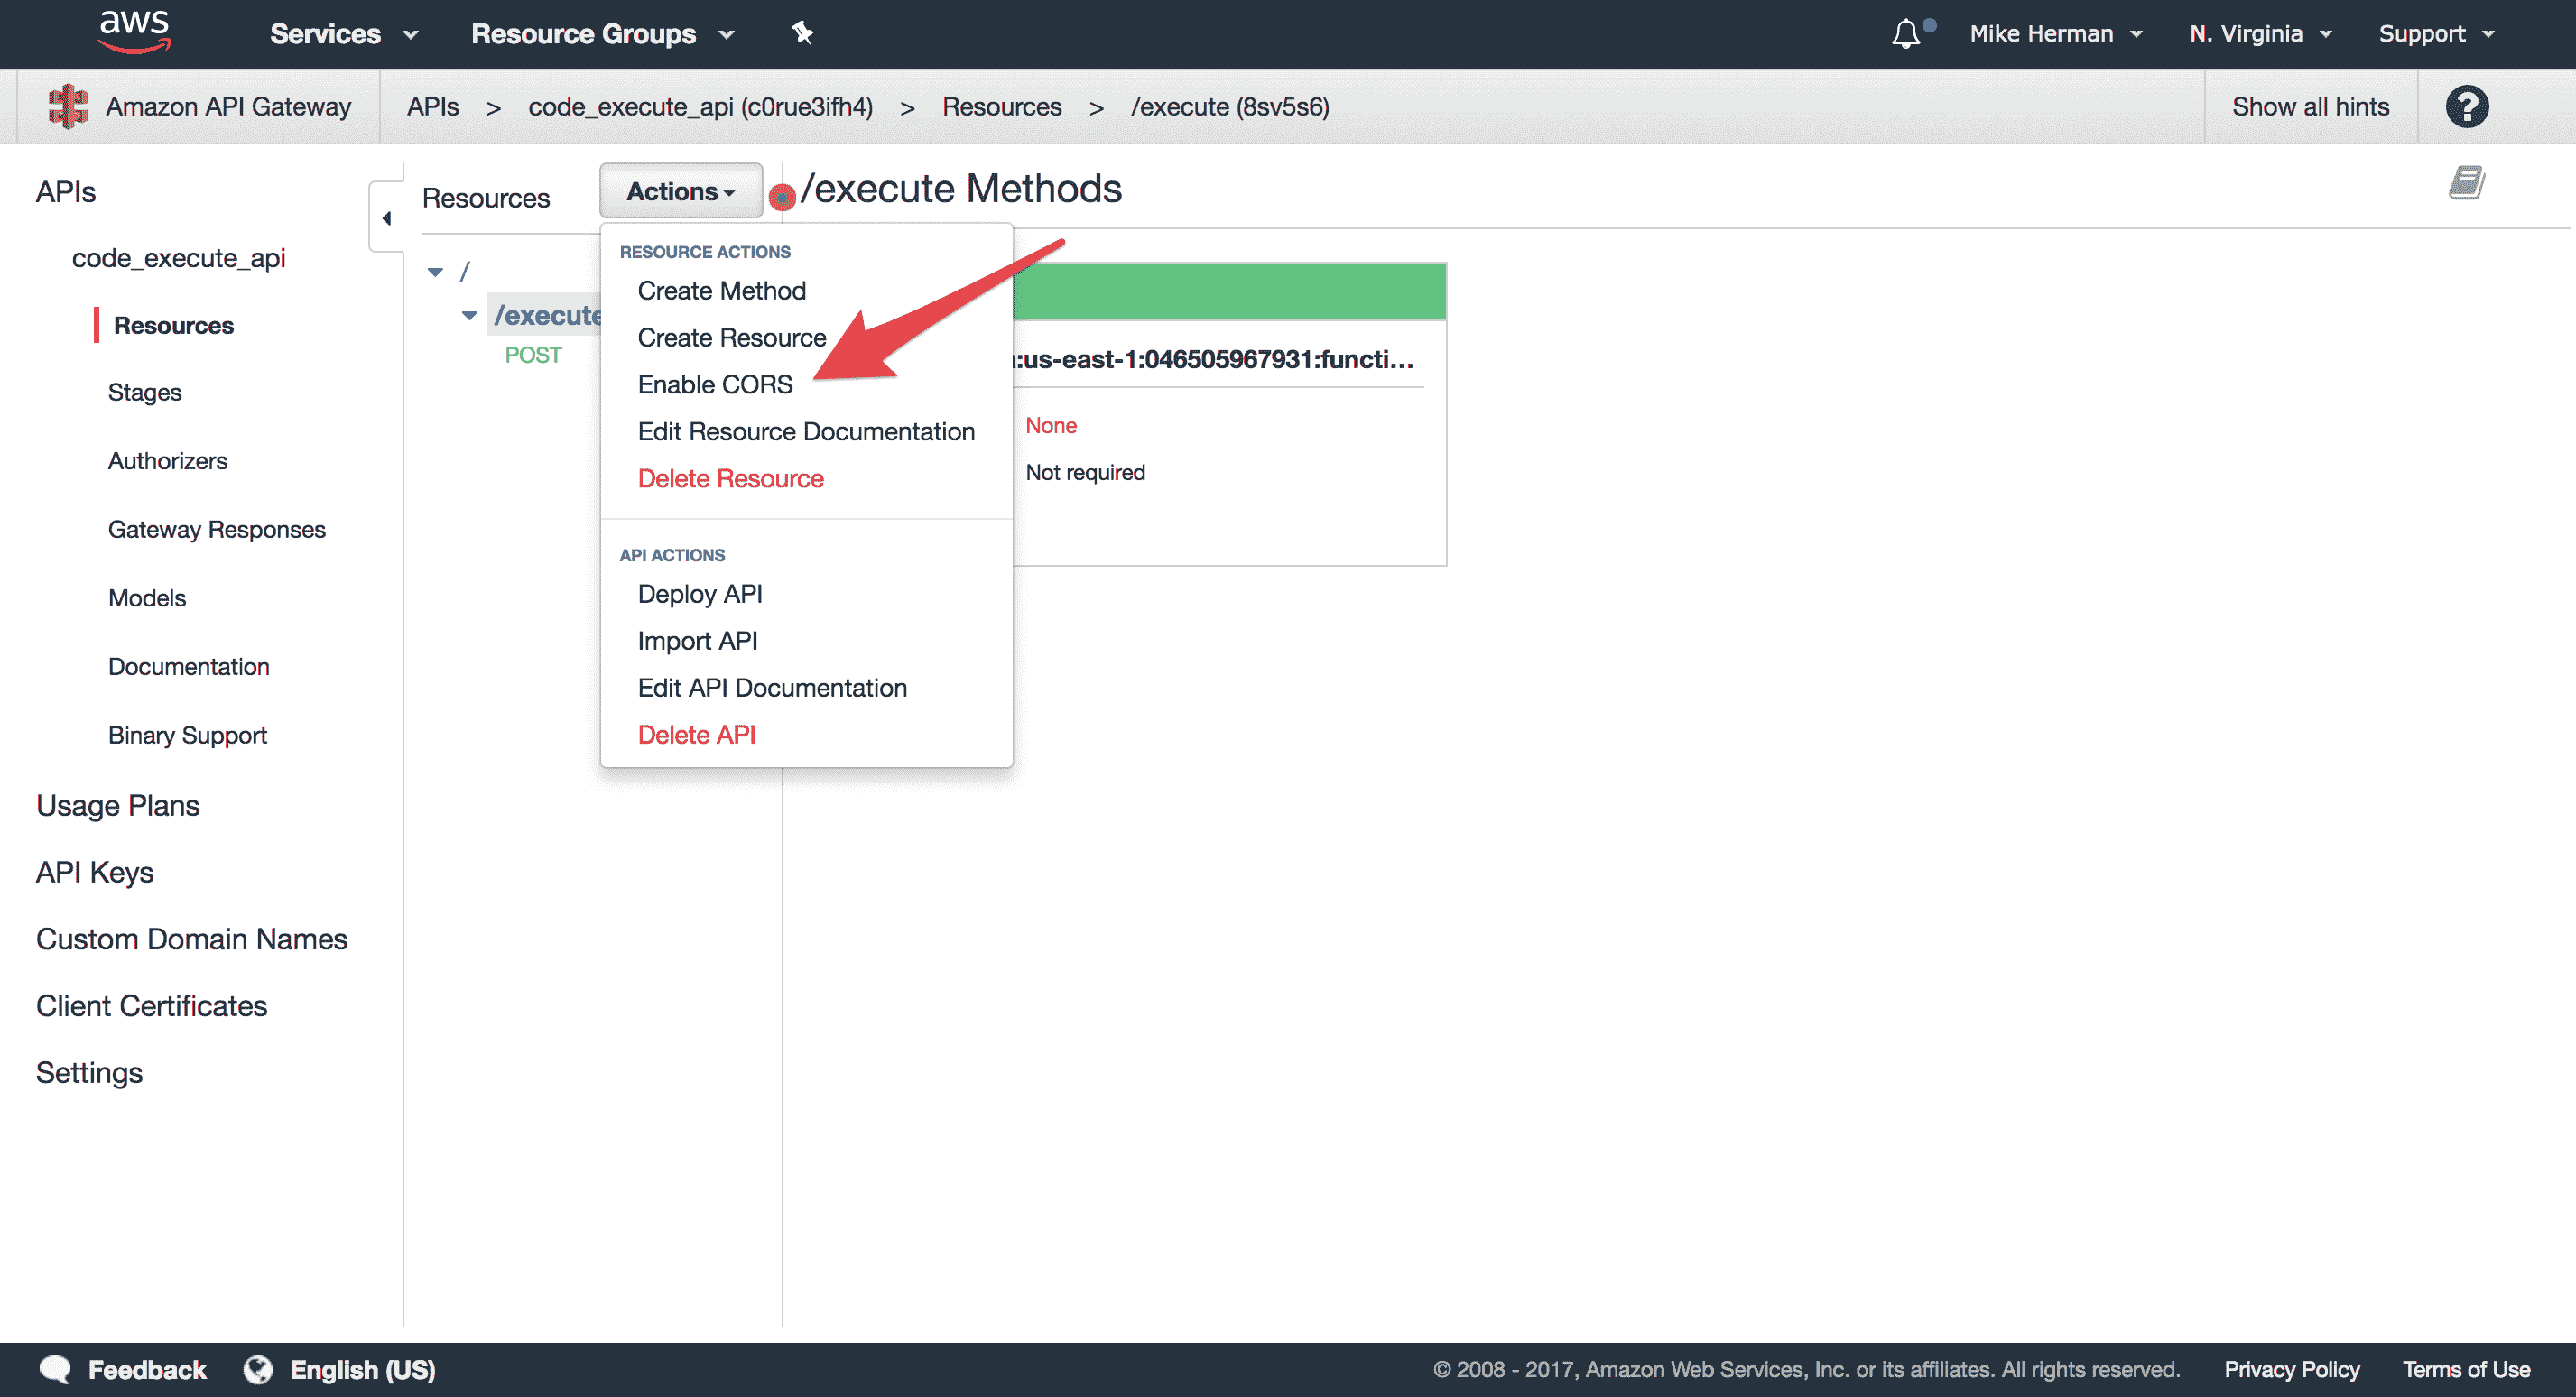 aws Services Resource Groups Mike Herman N. Virginia Support
Amazon API Gateway APIs > code_execute_api (c0rue3ifh4) > Resources > /execute (8sv5s6) Show all hints ?
APIs
code_execute_api
Resources
Stages
Authorizers
Gateway Responses
Models
Documentation
Binary Support
Usage Plans
API Keys
Custom Domain Names
Client Certificates
Settings
Resources Actions
/
/execute
POST
RESOURCE ACTIONS
Create Method
Create Resource
Enable CORS
Edit Resource Documentation
Delete Resource
API ACTIONS
Deploy API
Import API
Edit API Documentation
Delete API
/execute Methods
:us-east-1:046505967931:functi...
None
Not required
Feedback English (US) © 2008 - 2017, Amazon Web Services, Inc. or its affiliates. All rights reserved. Privacy Policy Terms of Use